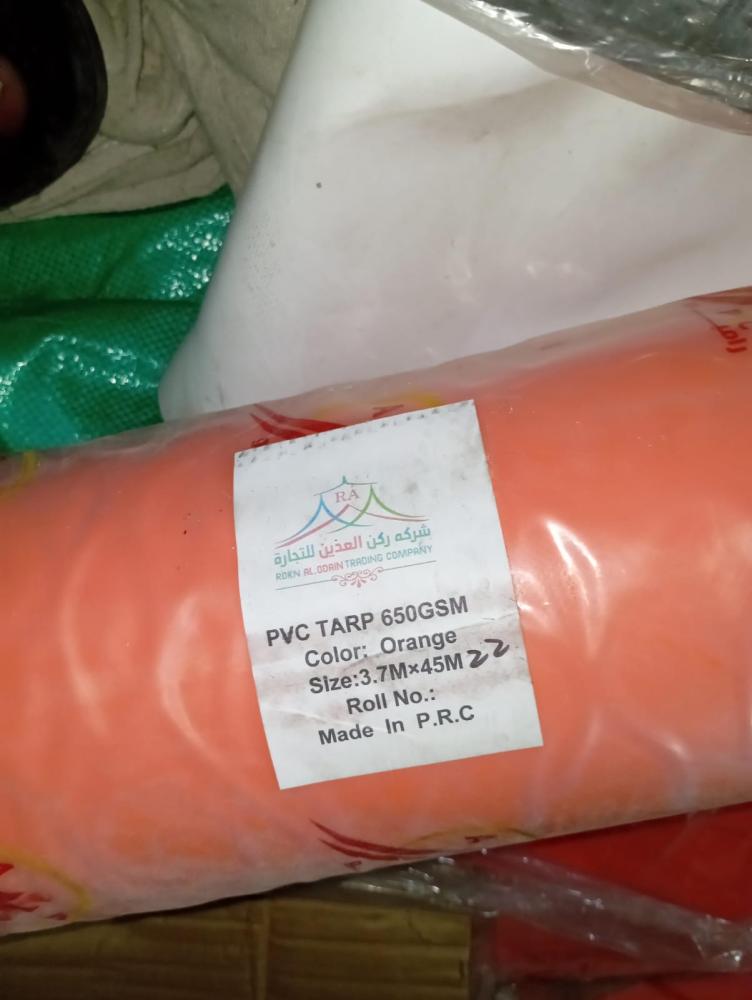 RA
شركه ركن العذين للتجارة
ROKN AL.ODAIN TRADING COMPANY
PVC TARP 650GSM
Color: Orange
Size:3.7M×45M 22
Roll No.:
Made In P.R.C